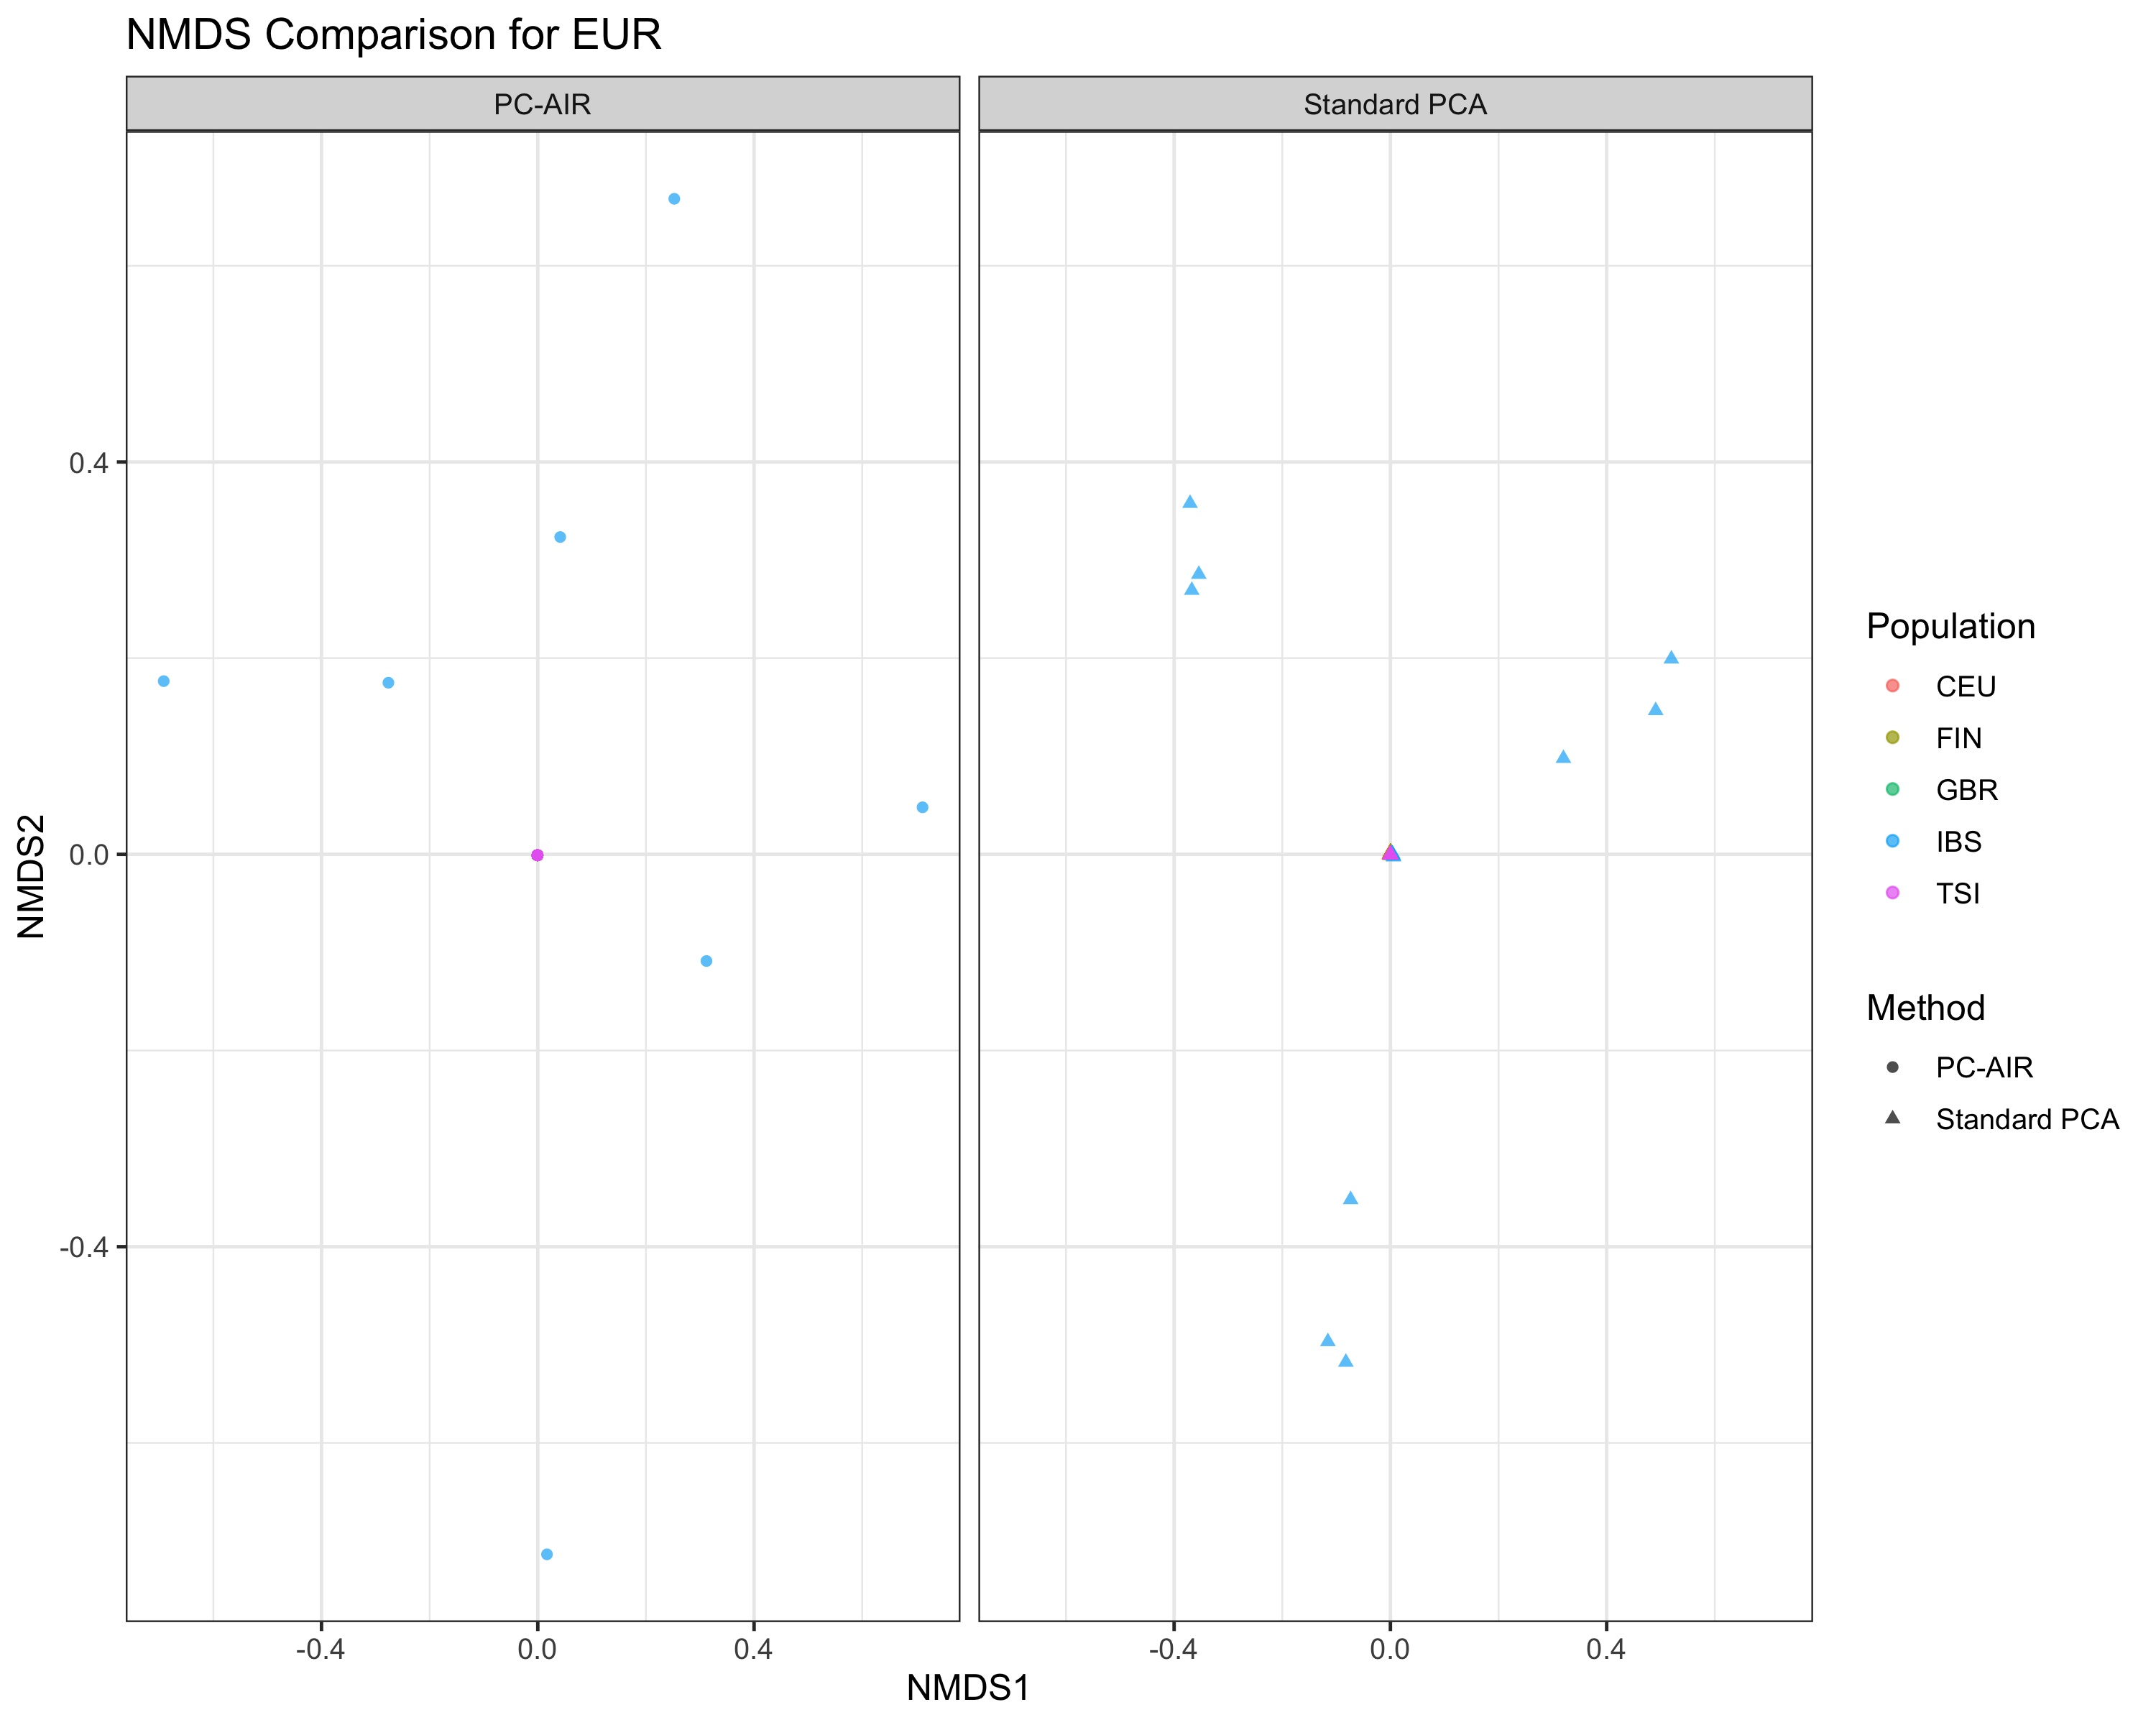 NMDS Comparison for EUR
PC-AIR
Standard PCA
NMDS2
0.4
0.0
-0.4
-0.4
0.0
0.4
-0.4
0.0
0.4
NMDS1
Population
CEU
FIN
GBR
IBS
TSI
Method
PC-AIR
Standard PCA